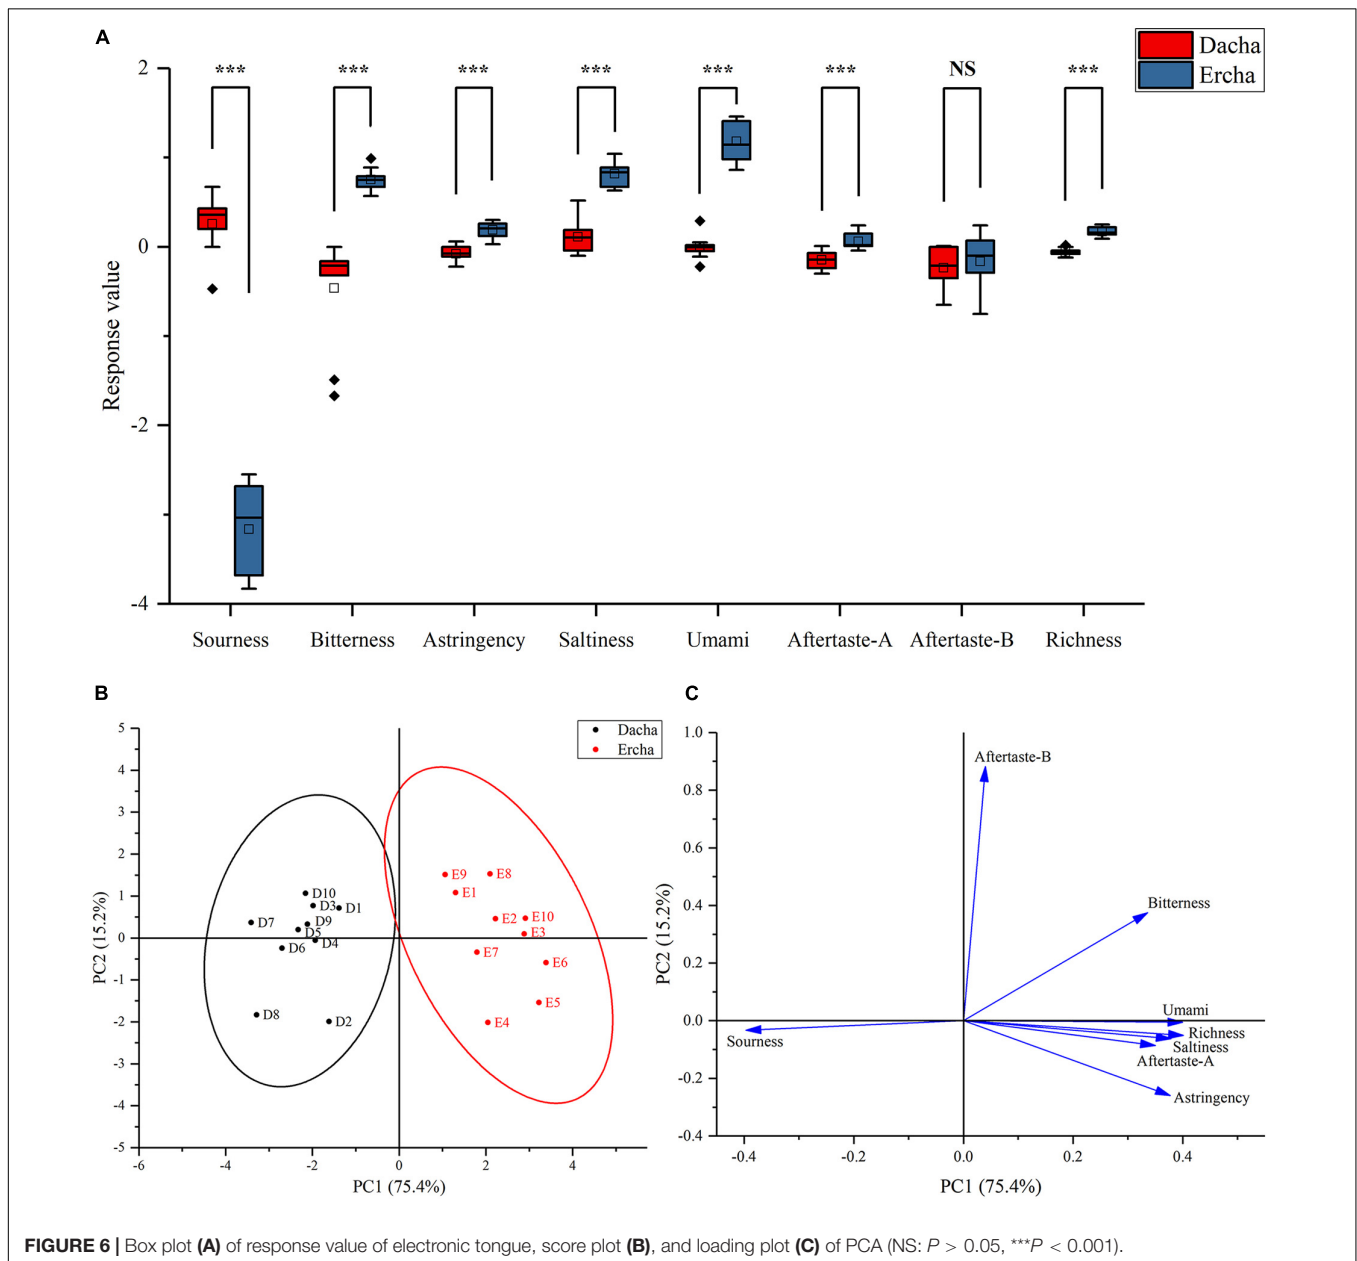 A
Dacha
Ercha
*** *** *** *** *** *** NS ***
2
0
-2
-4
Response value
Sourness Bitterness Astringency Saltiness Umami Aftertaste-A Aftertaste-B Richness
B
Dacha
Ercha
5
4
3
2
1
0
-1
-2
-3
-4
-5
PC2 (15.2%)
E9 E8
E1
D10
D3 D1
D7 D9
D5
D6 D4
D8 D2
E2 E10
E3
E7
E6
E5
E4
-6 -4 -2 0 2 4
PC1 (75.4%)
C
1.0
0.8
0.6
0.4
0.2
0.0
-0.2
-0.4
PC2 (15.2%)
Aftertaste-B
Bitterness
Umami
Richness
Sourness
Saltiness
Aftertaste-A
Astringency
-0.4 -0.2 0.0 0.2 0.4
PC1 (75.4%)
FIGURE 6 | Box plot (A) of response value of electronic tongue, score plot (B), and loading plot (C) of PCA (NS: P > 0.05, ***P < 0.001).